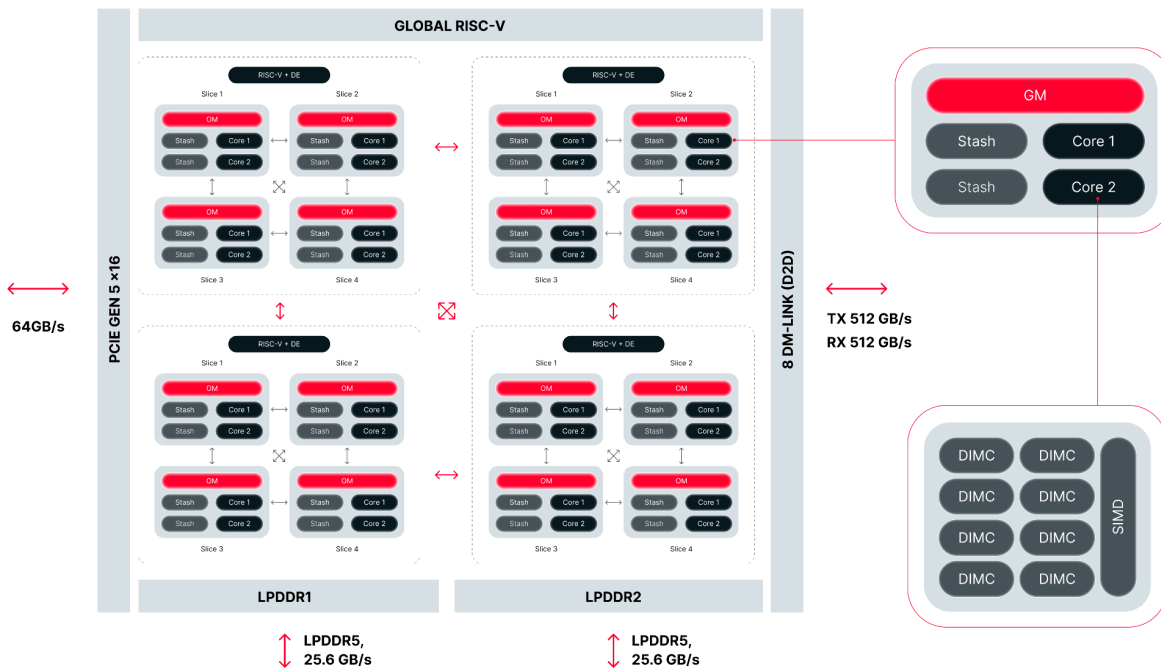 GLOBAL RISC-V
PCIE GEN 5 ×16
64GB/s
RISC-V + DE
Slice 1 Slice 2
OM OM
Stash Core 1 Stash Core 1
Stash Core 2 Stash Core 2
OM OM
Stash Core 1 Stash Core 1
Stash Core 2 Stash Core 2
Slice 3 Slice 4
RISC-V + DE
Slice 1 Slice 2
OM OM
Stash Core 1 Stash Core 1
Stash Core 2 Stash Core 2
OM OM
Stash Core 1 Stash Core 1
Stash Core 2 Stash Core 2
Slice 3 Slice 4
RISC-V + DE
Slice 1 Slice 2
OM OM
Stash Core 1 Stash Core 1
Stash Core 2 Stash Core 2
OM OM
Stash Core 1 Stash Core 1
Stash Core 2 Stash Core 2
Slice 3 Slice 4
RISC-V + DE
Slice 1 Slice 2
OM OM
Stash Core 1 Stash Core 1
Stash Core 2 Stash Core 2
OM OM
Stash Core 1 Stash Core 1
Stash Core 2 Stash Core 2
Slice 3 Slice 4
LPDDR1
LPDDR2
LPDDR5,
25.6 GB/s
LPDDR5,
25.6 GB/s
8 DM-LINK (D2D)
TX 512 GB/s
RX 512 GB/s
GM
Stash Core 1
Stash Core 2
DIMC DIMC
DIMC DIMC
DIMC DIMC
DIMC DIMC
SIMD